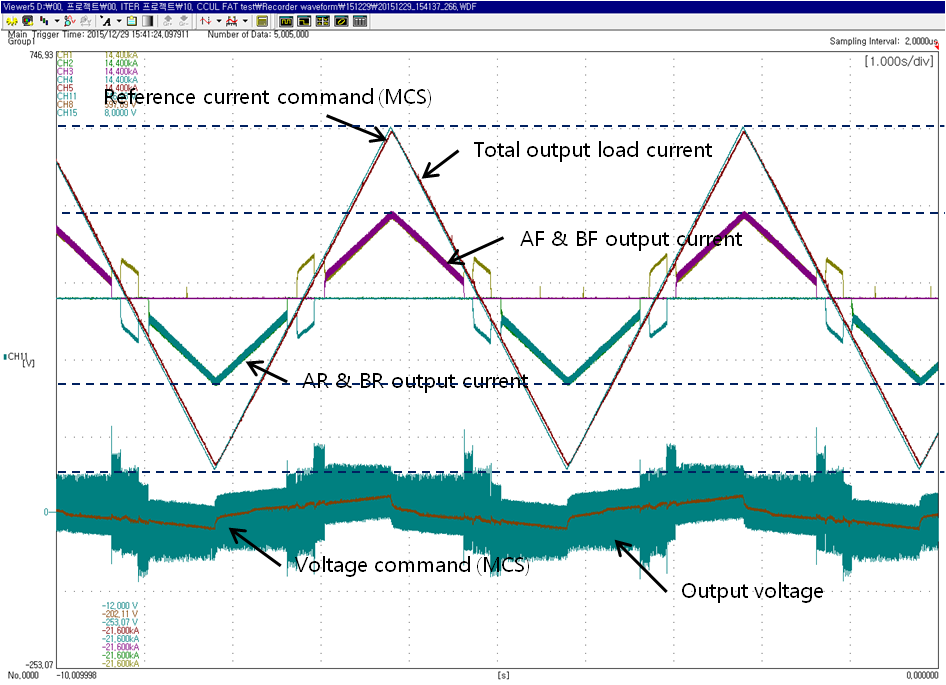 Viewer5 D:₩00, 프로젝트₩00, ITER 프로젝트₩10, CCUL FAT test₩Recorder waveform₩151229₩20151229_154137_266,WDF
Main Trigger Time: 2015/12/29 15:41:24,097911 Number of Data: 5,005,000
Group1
Sampling Interval: 2,0000us
746,93
[1.000s/div]
CH1 14,400kA
CH2 14,400kA
CH3 14,400kA
CH4 14,400kA
CH5 14,400kA
CH11
CH8
CH15 8,0000 V
Reference current command (MCS)
Total output load current
AF & BF output current
CH11
[V]
AR & BR output current
0
Voltage command (MCS)
Output voltage
-12,000 V
-202,11 V
-253,07 V
-21,600kA
-21,600kA
-21,600kA
-21,600kA
-21,600kA
-253,07
No,0000 -10,009998 [s] 0,000000